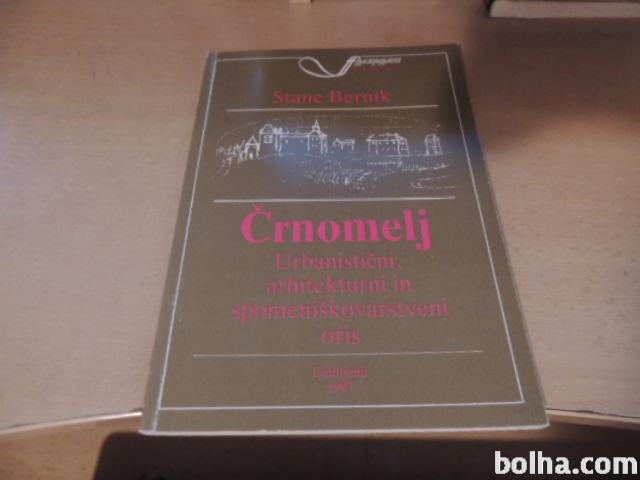 Stane Bernik
Črnomelj
Urbanistični,
arhitekturni in
spomeniškovarstveni
oris
Ljubljana
bolha.com